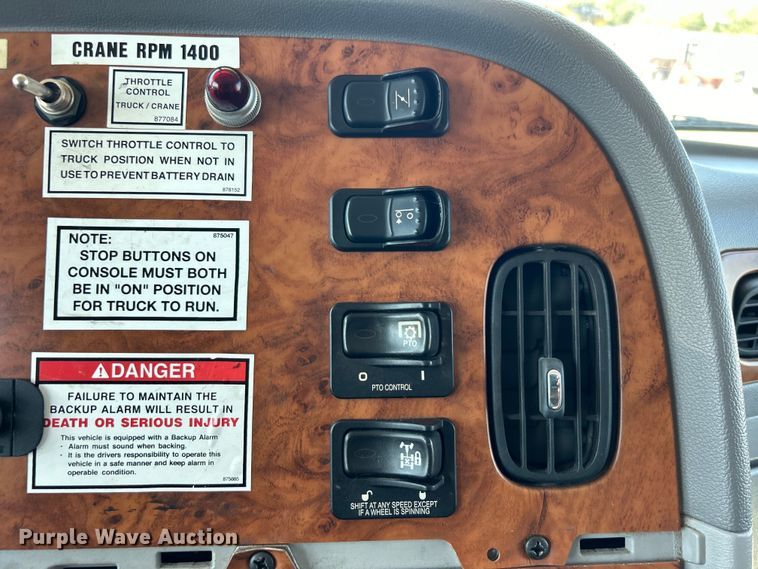 CRANE RPM 1400
THROTTLE
CONTROL
TRUCK / CRANE
877084
SWITCH THROTTLE CONTROL TO
TRUCK POSITION WHEN NOT IN
USE TO PREVENT BATTERY DRAIN
878152
NOTE:
875047
STOP BUTTONS ON
CONSOLE MUST BOTH
BE IN "ON" POSITION
FOR TRUCK TO RUN.
DANGER
FAILURE TO MAINTAIN THE
BACKUP ALARM WILL RESULT IN
DEATH OR SERIOUS INJURY
This vehicle is equipped with a Backup Alarm
• Alarm must sound when backing.
• It is the drivers responsibility to operate this
vehicle in a safe manner and keep alarm in
operable condition.
PTO
O I
PTO CONTROL
SHIFT AT ANY SPEED EXCEPT
IF A WHEEL IS SPINNING
Purple Wave Auction